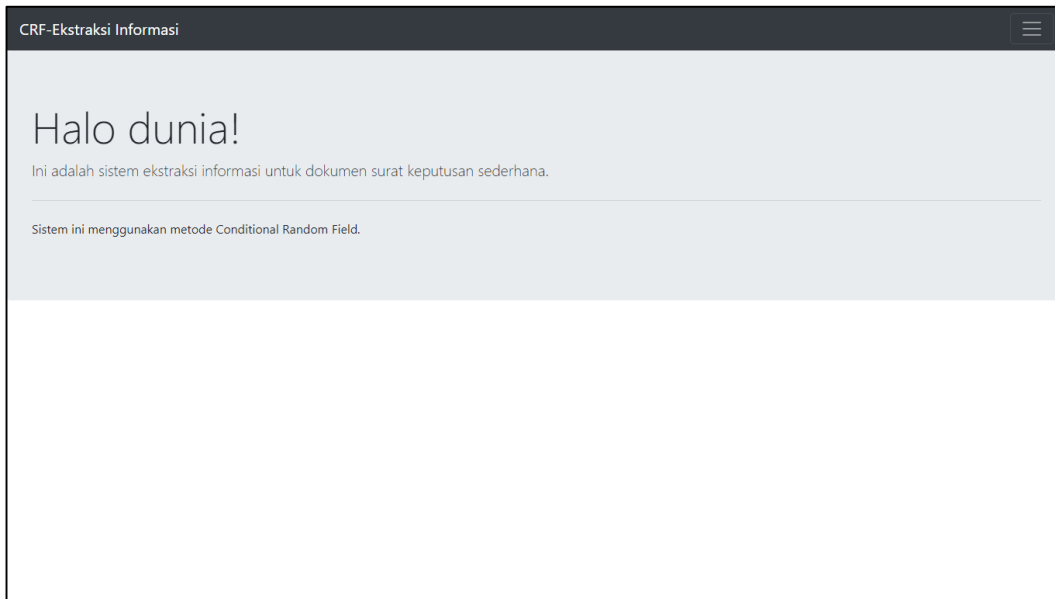 CRF-Ekstraksi Informasi
Halo dunia!
Ini adalah sistem ekstraksi informasi untuk dokumen surat keputusan sederhana.
Sistem ini menggunakan metode Conditional Random Field.